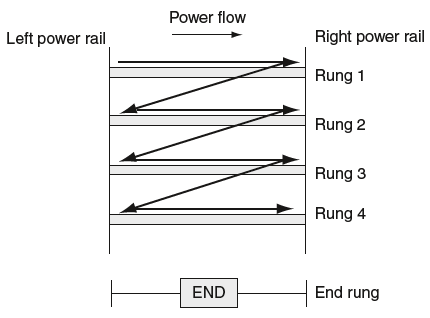 Power flow
Left power rail
Right power rail
Rung 1
Rung 2
Rung 3
Rung 4
END
End rung